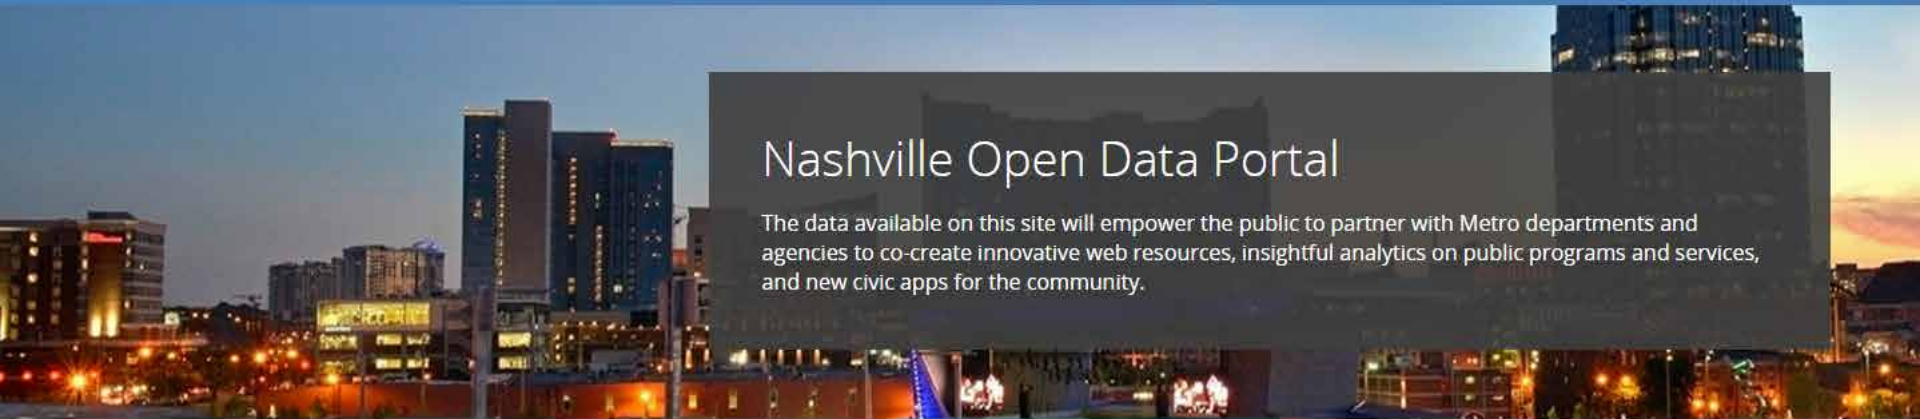 Nashville Open Data Portal
The data available on this site will empower the public to partner with Metro departments and
agencies to co-create innovative web resources, insightful analytics on public programs and services,
and new civic apps for the community.